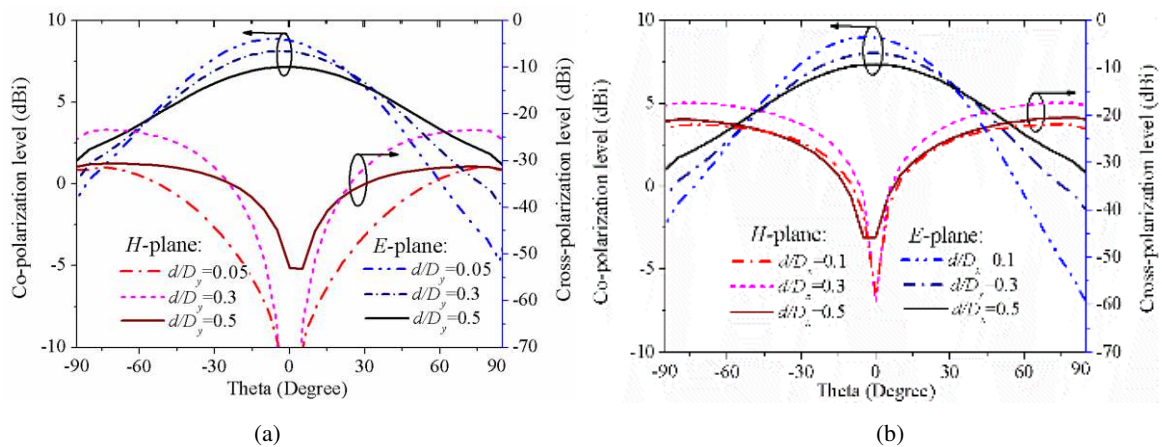 10
5
0
-5
-10
Co-polarization level (dBi)
0
-10
-20
-30
-40
-50
-60
-70
Cross-polarization level (dBi)
H-plane:
d/Dy=0.05
d/Dy=0.3
d/Dy=0.5
E-plane:
d/Dy=0.05
d/Dy=0.3
d/Dy=0.5
-90 -60 -30 0 30 60 90
Theta (Degree)
(a)
10
5
0
-5
-10
Co-polarization level (dBi)
0
-10
-20
-30
-40
-50
-60
-70
Cross-polarization level (dBi)
H-plane:
d/Dx=0.1
d/Dx=0.3
d/Dx=0.5
E-plane:
d/Dx=0.1
d/Dx=0.3
d/Dx=0.5
-90 -60 -30 0 30 60 90
Theta (Degree)
(b)